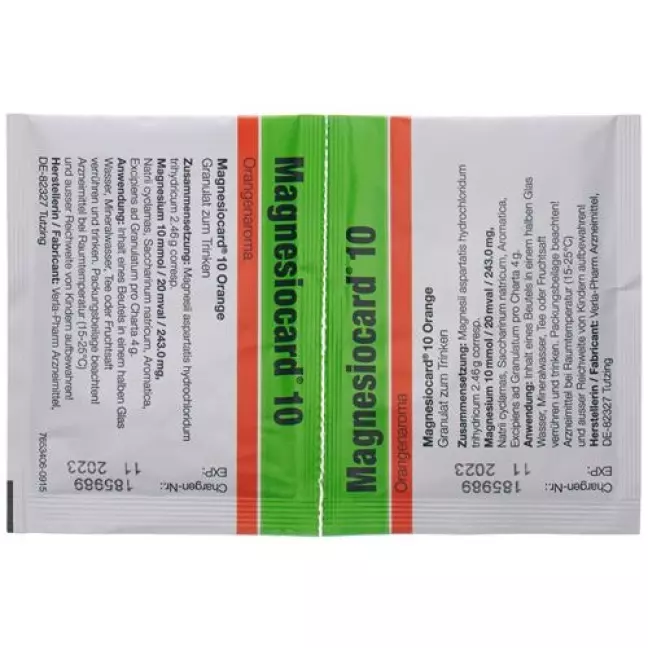 Magnesiocard® 10
Orangenaroma
Magnesiocard® 10 Orange
Granulat zum Trinken
Zusammensetzung: Magnesii aspartatis hydrochloridum
trihydricum 2.46 g corresp.
Magnesium 10 mmol / 20 mval / 243.0 mg,
Natrii cyclamas, Saccharinum natricum, Aromatica,
Excipiens ad Granulatum pro Charta 4 g.
Anwendung: Inhalt eines Beutels in einem halben Glas
Wasser, Mineralwasser, Tee oder Fruchtsaft
verrühren und trinken. Packungsbeilage beachten!
Arzneimittel bei Raumtemperatur (15-25°C)
und ausser Reichweite von Kindern aufbewahren!
Herstellerin / Fabricant: Verla-Pharm Arzneimittel,
DE-82327 Tutzing
Chargen-Nr.:
185989
EXP.:
11 2023
7653406-0915
Magnesiocard® 10
Orangenaroma
Magnesiocard® 10 Orange
Granulat zum Trinken
Zusammensetzung: Magnesii aspartatis hydrochloridum
trihydricum 2.46 g corresp.
Magnesium 10 mmol / 20 mval / 243.0 mg,
Natrii cyclamas, Saccharinum natricum, Aromatica,
Excipiens ad Granulatum pro Charta 4 g.
Anwendung: Inhalt eines Beutels in einem halben Glas
Wasser, Mineralwasser, Tee oder Fruchtsaft
verrühren und trinken. Packungsbeilage beachten!
Arzneimittel bei Raumtemperatur (15-25°C)
und ausser Reichweite von Kindern aufbewahren!
Herstellerin / Fabricant: Verla-Pharm Arzneimittel,
DE-82327 Tutzing
Chargen-Nr.:
185989
EXP.:
11 2023